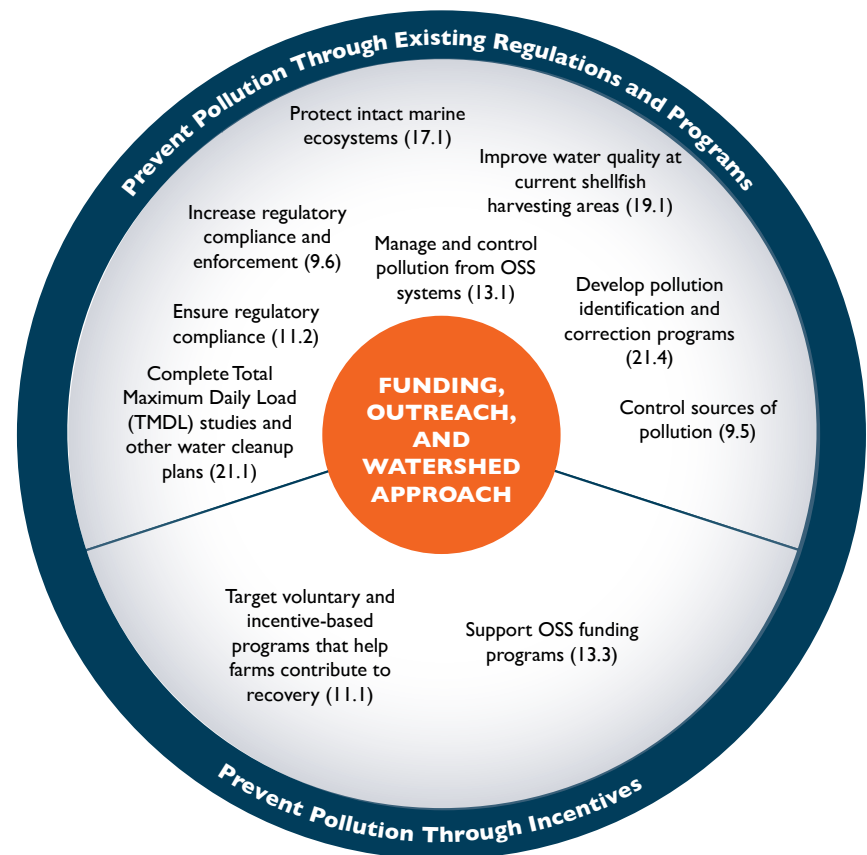 Prevent Pollution Through Existing Regulations and Programs
Protect intact marine
ecosystems (17.1)
Improve water quality at
current shellfish
harvesting areas (19.1)
Increase regulatory
compliance and
enforcement (9.6)
Manage and control
pollution from OSS
systems (13.1)
Develop pollution
identification and
correction programs
(21.4)
Ensure regulatory
compliance (11.2)
Complete Total
Maximum Daily Load
(TMDL) studies and
other water cleanup
plans (21.1)
FUNDING,
OUTREACH,
AND
WATERSHED
APPROACH
Control sources of
pollution (9.5)
Target voluntary and
incentive-based
programs that help
farms contribute to
recovery (11.1)
Support OSS funding
programs (13.3)
Prevent Pollution Through Incentives